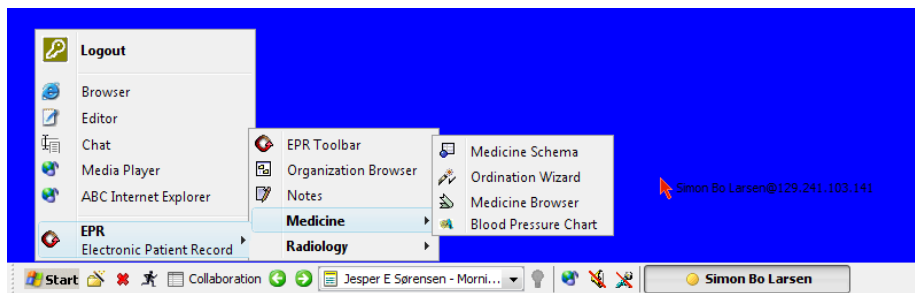 Logout
Browser
Editor
Chat
Media Player
ABC Internet Explorer
EPR
Electronic Patient Record
EPR Toolbar
Organization Browser
Notes
Medicine
Radiology
Medicine Schema
Ordination Wizard
Medicine Browser
Blood Pressure Chart
Simon Bo Larsen@129.241.103.141
Start Collaboration Jesper E Sørensen - Morni... Simon Bo Larsen